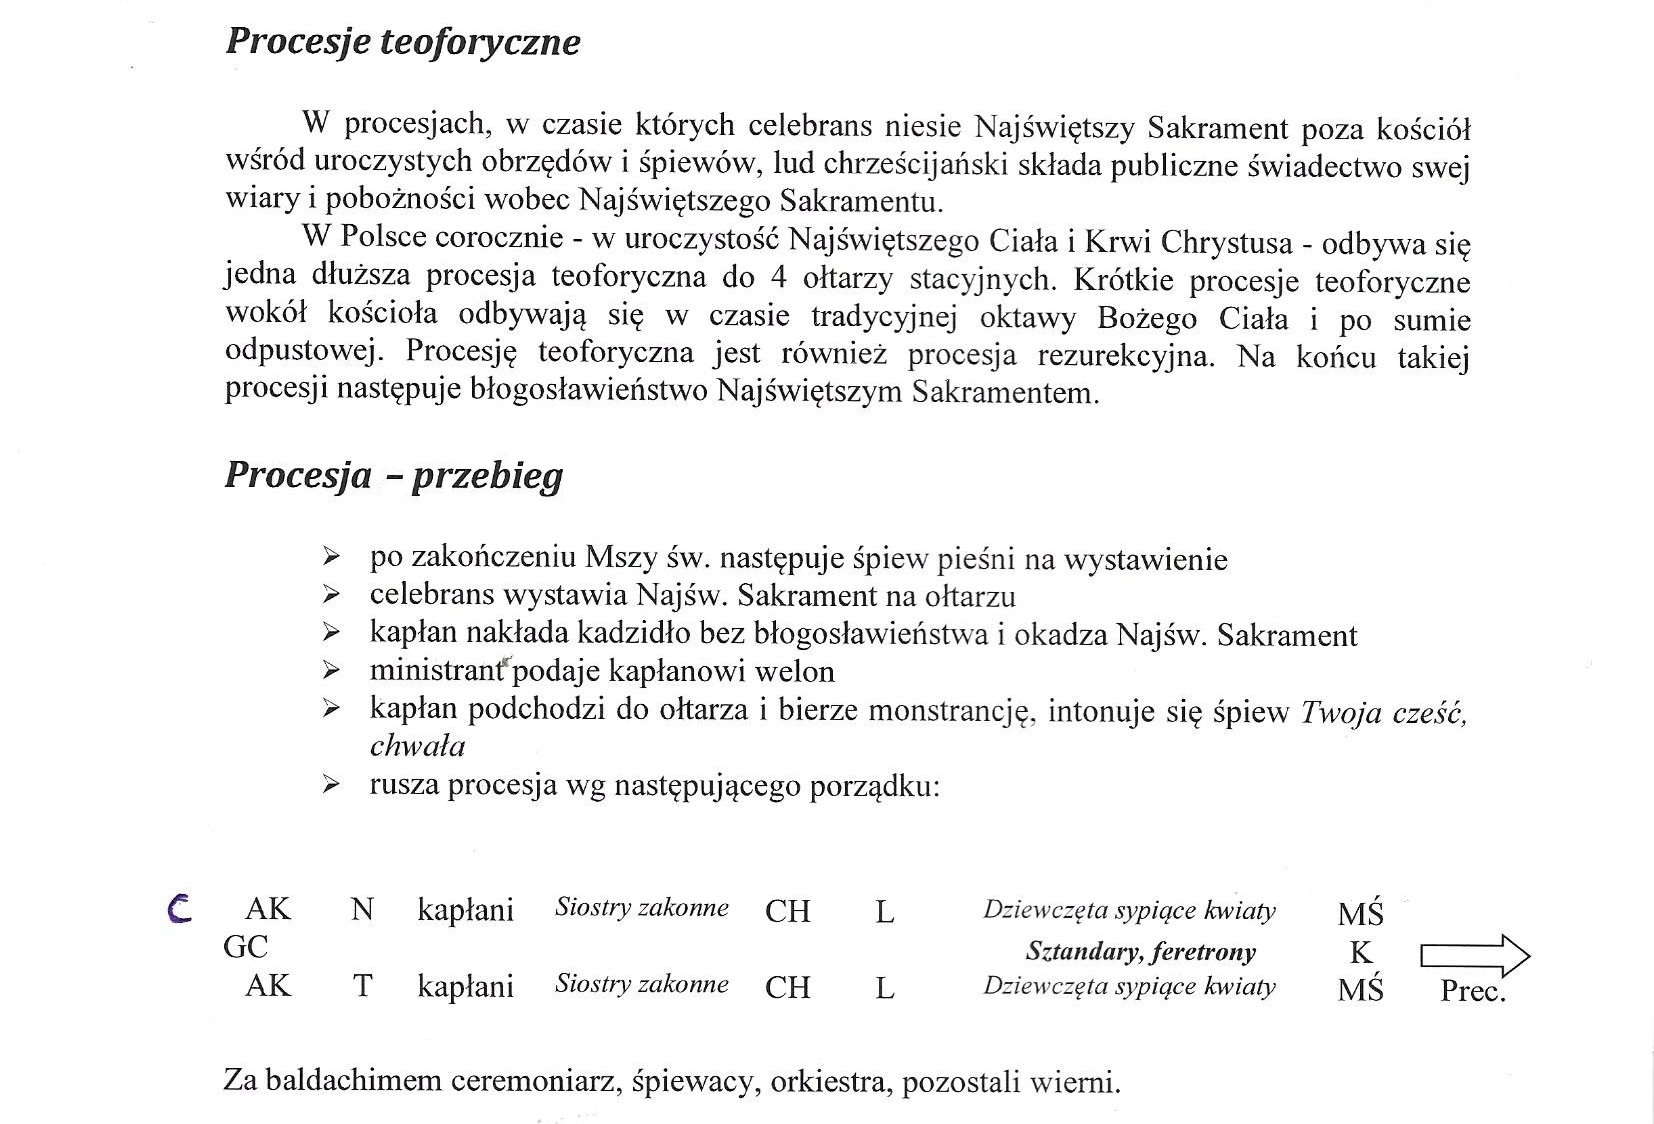 Procesje teoforyczne
W procesjach, w czasie których celebrans niesie Najświętszy Sakrament poza kościół
wśród uroczystych obrzędów i śpiewów, lud chrześcijański składa publiczne świadectwo swej
wiary i pobożności wobec Najświętszego Sakramentu.
W Polsce corocznie - w uroczystość Najświętszego Ciała i Krwi Chrystusa - odbywa się
jedna dłuższa procesja teoforyczna do 4 ołtarzy stacyjnych. Krótkie procesje teoforyczne
wokół kościoła odbywają się w czasie tradycyjnej oktawy Bożego Ciała i po sumie
odpustowej. Procesję teoforyczna jest również procesja rezurekcyjna. Na końcu takiej
procesji następuje błogosławieństwo Najświętszym Sakramentem.
Procesja – przebieg
➢ po zakończeniu Mszy św. następuje śpiew pieśni na wystawienie
➢ celebrans wystawia Najśw. Sakrament na ołtarzu
➢ kapłan nakłada kadzidło bez błogosławieństwa i okadza Najśw. Sakrament
➢ ministrant podaje kapłanowi welon
➢ kapłan podchodzi do ołtarza i bierze monstrancję, intonuje się śpiew Twoja cześć,
chwała
➢ rusza procesja wg następującego porządku:
C AK N kapłani Siostry zakonne CH L Dziewczęta sypiące kwiaty MŚ
GC Sztandary, feretrony K
AK T kapłani Siostry zakonne CH L Dziewczęta sypiące kwiaty MŚ Prec.
Za baldachimem ceremoniarz, śpiewacy, orkiestra, pozostali wierni.